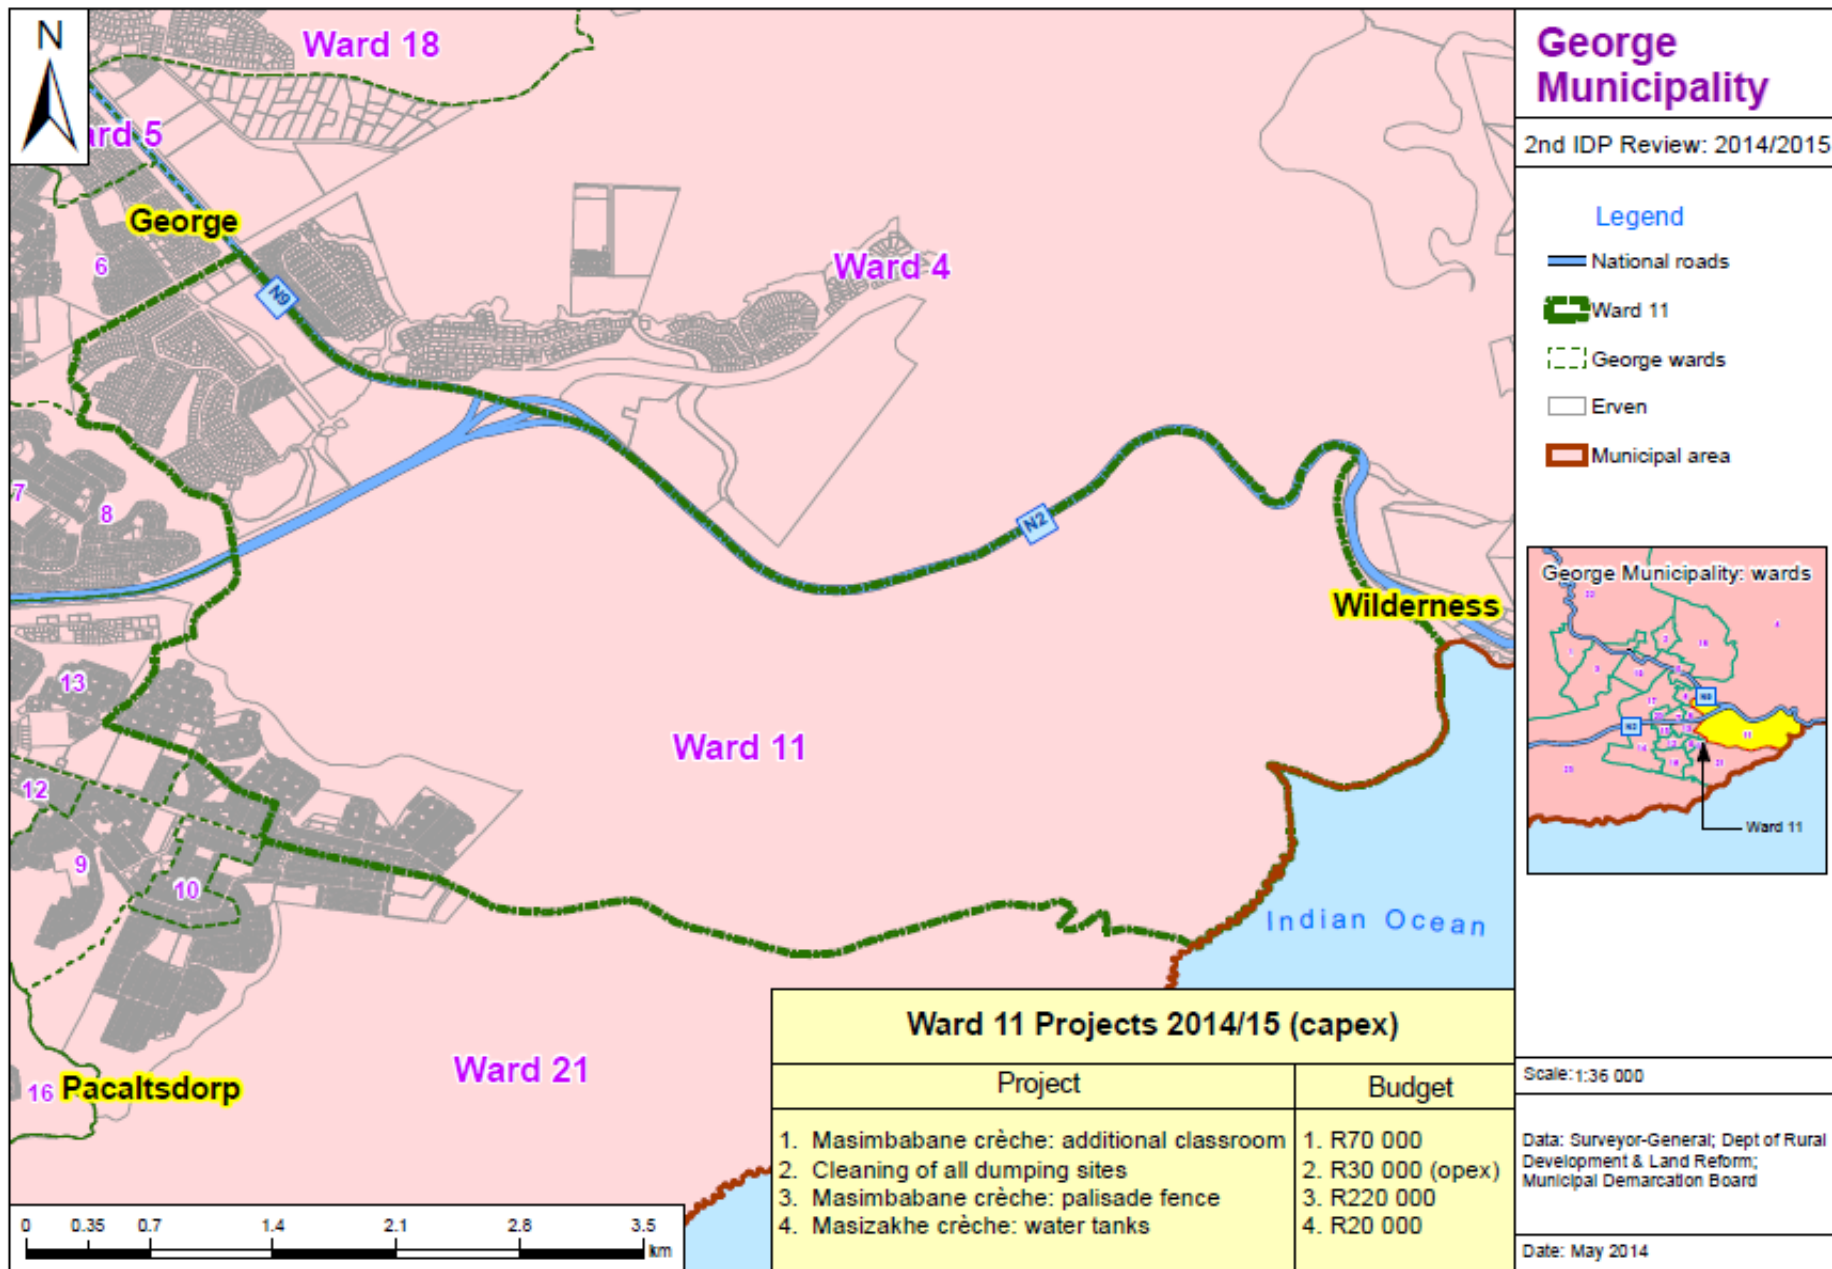 N
Ward 18
ard 5
George
6
N9
Ward 4
7
8
N2
Wilderness
13
Ward 11
12
9
10
Indian Ocean
Ward 21
16
Pacaltsdorp
0 0.35 0.7 1.4 2.1 2.8 3.5
km
Ward 11 Projects 2014/15 (capex)
Project Budget
1. Masimbabane crèche: additional classroom 1. R70 000
2. Cleaning of all dumping sites 2. R30 000 (opex)
3. Masimbabane crèche: palisade fence 3. R220 000
4. Masizakhe crèche: water tanks 4. R20 000
George
Municipality
2nd IDP Review: 2014/2015
Legend
National roads
Ward 11
George wards
Erven
Municipal area
George Municipality: wards
N2
Ward 11
Scale:1:36 000
Data: Surveyor-General; Dept of Rural
Development & Land Reform;
Municipal Demarcation Board
Date: May 2014